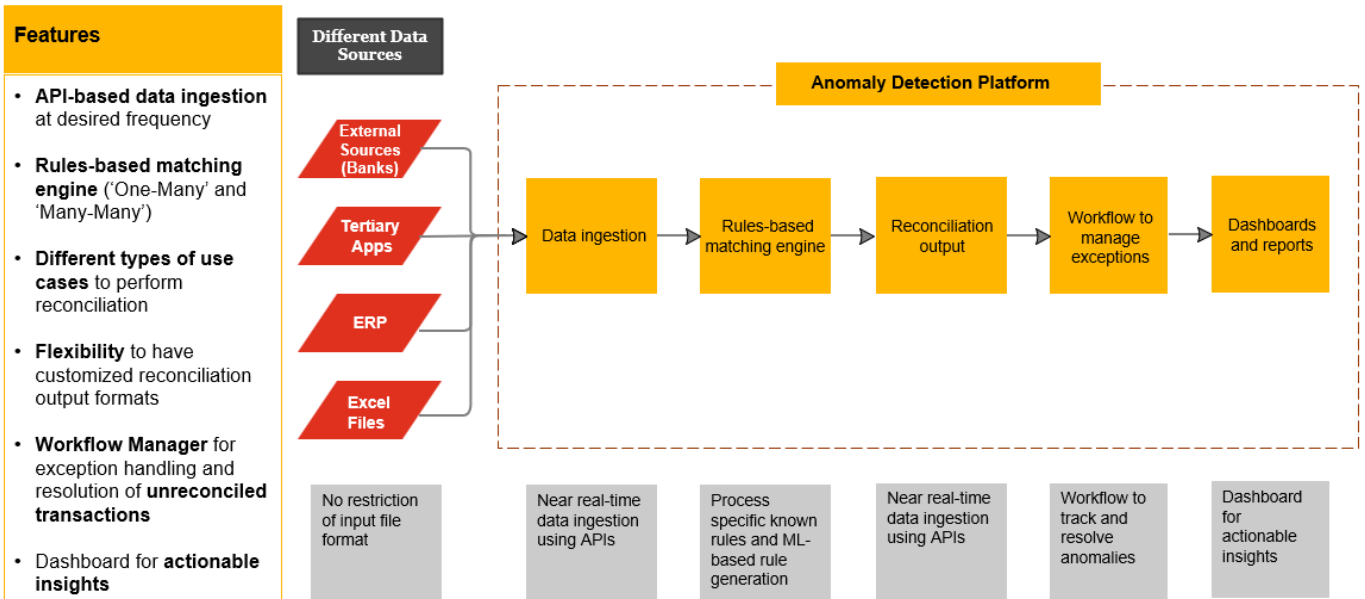 Features
• API-based data ingestion
at desired frequency
• Rules-based matching
engine (‘One-Many’ and
‘Many-Many’)
• Different types of use
cases to perform
reconciliation
• Flexibility to have
customized reconciliation
output formats
• Workflow Manager for
exception handling and
resolution of unreconciled
transactions
• Dashboard for actionable
insights
Different Data
Sources
External
Sources
(Banks)
Tertiary
Apps
ERP
Excel
Files
No restriction
of input file
format
Anomaly Detection Platform
Data ingestion
Rules-based
matching engine
Reconciliation
output
Workflow to
manage
exceptions
Dashboards
and reports
Near real-time
data ingestion
using APIs
Process
specific known
rules and ML-
based rule
generation
Near real-time
data ingestion
using APIs
Workflow to
track and
resolve
anomalies
Dashboard
for
actionable
insights